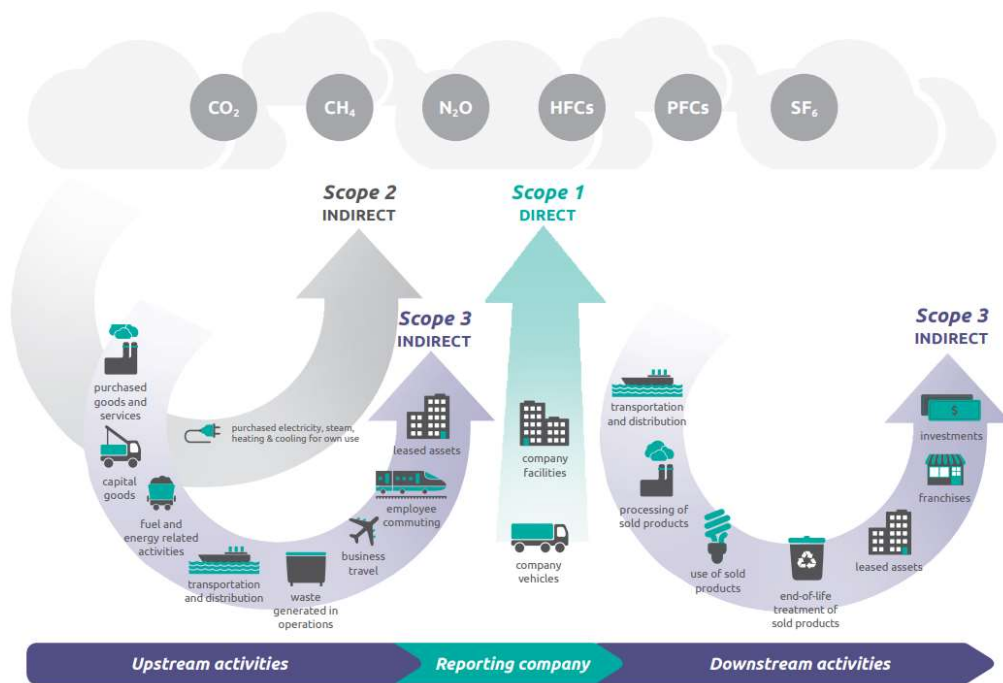 CO₂
CH₄
N₂O
HFCs
PFCs
SF₆
Scope 2
INDIRECT
Scope 1
DIRECT
Scope 3
INDIRECT
Scope 3
INDIRECT
purchased
goods and
services
capital
goods
fuel and
energy related
activities
purchased electricity, steam,
heating & cooling for own use
transportation
and distribution
waste
generated in
operations
business
travel
employee
commuting
leased assets
company
facilities
company
vehicles
transportation
and distribution
processing of
sold products
use of sold
products
end-of-life
treatment of
sold products
leased assets
franchises
$
investments
Upstream activities
Reporting company
Downstream activities